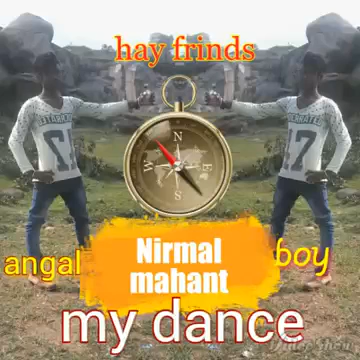 hay frinds
N
W E
S
angal
Nirmal
mahant
boy
my dance